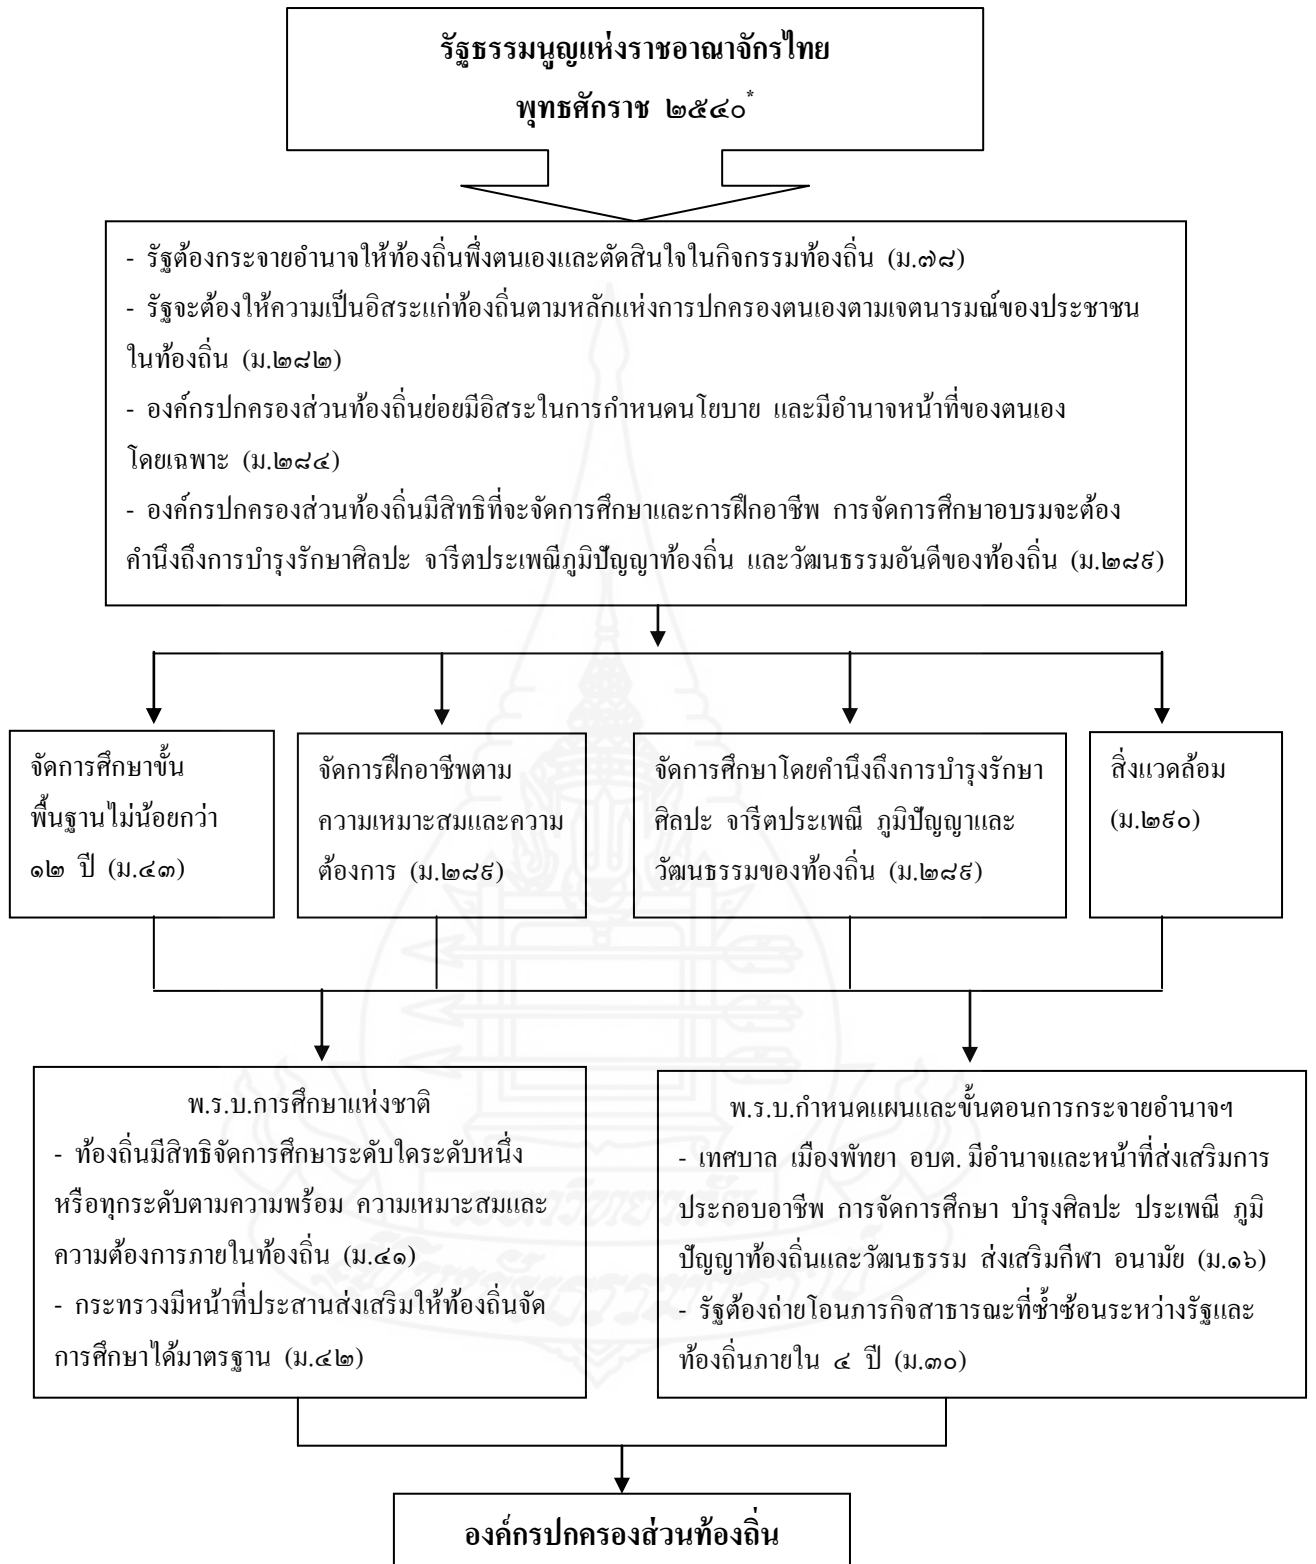 รัฐธรรมนูญแห่งราชอาณาจักรไทย
พุทธศักราช ๒๕๔๐*
- รัฐต้องกระจายอำนาจให้ท้องถิ่นพึ่งตนเองและตัดสินใจในกิจกรรมท้องถิ่น (ม.๗๘)
- รัฐจะต้องให้ความเป็นอิสระแก่ท้องถิ่นตามหลักแห่งการปกครองตนเองตามเจตนารมณ์ของประชาชน
ในท้องถิ่น (ม.๒๘๒)
- องค์กรปกครองส่วนท้องถิ่นย่อยมีอิสระในการกำหนดนโยบาย และมีอำนาจหน้าที่ของตนเอง
โดยเฉพาะ (ม.๒๘๔)
- องค์กรปกครองส่วนท้องถิ่นมีสิทธิที่จะจัดการศึกษาและการฝึกอาชีพ การจัดการศึกษาอบรมจะต้อง
คำนึงถึงการบำรุงรักษาศิลปะ จารีตประเพณีภูมิปัญญาท้องถิ่น และวัฒนธรรมอันดีของท้องถิ่น (ม.๒๘๙)
จัดการศึกษาขั้น
พื้นฐานไม่น้อยกว่า
๑๒ ปี (ม.๔๓)
จัดการฝึกอาชีพตาม
ความเหมาะสมและความ
ต้องการ (ม.๒๘๙)
จัดการศึกษาโดยคำนึงถึงการบำรุงรักษา
ศิลปะ จารีตประเพณี ภูมิปัญญาและ
วัฒนธรรมของท้องถิ่น (ม.๒๘๙)
สิ่งแวดล้อม
(ม.๒๙๐)
พ.ร.บ.การศึกษาแห่งชาติ
- ท้องถิ่นมีสิทธิจัดการศึกษาระดับใดระดับหนึ่ง
หรือทุกระดับตามความพร้อม ความเหมาะสมและ
ความต้องการภายในท้องถิ่น (ม.๔๑)
- กระทรวงมีหน้าที่ประสานส่งเสริมให้ท้องถิ่นจัด
การศึกษาได้มาตรฐาน (ม.๔๒)
พ.ร.บ.กำหนดแผนและขั้นตอนการกระจายอำนาจฯ
- เทศบาล เมืองพัทยา อบต. มีอำนาจและหน้าที่ส่งเสริมการ
ประกอบอาชีพ การจัดการศึกษา บำรุงศิลปะ ประเพณี ภูมิ
ปัญญาท้องถิ่นและวัฒนธรรม ส่งเสริมกีฬา อนามัย (ม.๑๖)
- รัฐต้องถ่ายโอนภารกิจสาธารณะที่ซ้ำซ้อนระหว่างรัฐและ
ท้องถิ่นภายใน ๔ ปี (ม.๓๐)
องค์กรปกครองส่วนท้องถิ่น